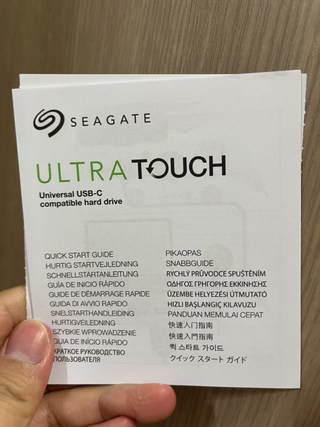 SEAGATE
ULTRA TOUCH
Universal USB-C
compatible hard drive
QUICK START GUIDE
HURTIG STARTVEJLEDNING
SCHNELLSTARTANLEITUNG
GUÍA DE INICIO RÁPIDO
GUIDE DE DÉMARRAGE RAPIDE
GUIDA DI AVVIO RAPIDO
SNELSTARTHANDLEIDING
HURTIGVEILEDNING
SZYBKIE WPROWADZENIE
GUIA DE INÍCIO RÁPIDO
КРАТКОЕ РУКОВОДСТВО
ПОЛЬЗОВАТЕЛЯ
PIKAOPAS
SNABBGUIDE
RYCHLÝ PRŮVODCE SPUŠTĚNÍM
ΟΔΗΓΟΣ ΓΡΗΓΟΡΗΣ ΕΚΚΙΝΗΣΗΣ
ÜZEMBE HELYEZÉSI ÚTMUTATÓ
HIZLI BAŞLANGIÇ KILAVUZU
PANDUAN MEMULAI CEPAT
快速入门指南
快速入門指南
퀵 스타트 가이드
クイック スタート ガイド